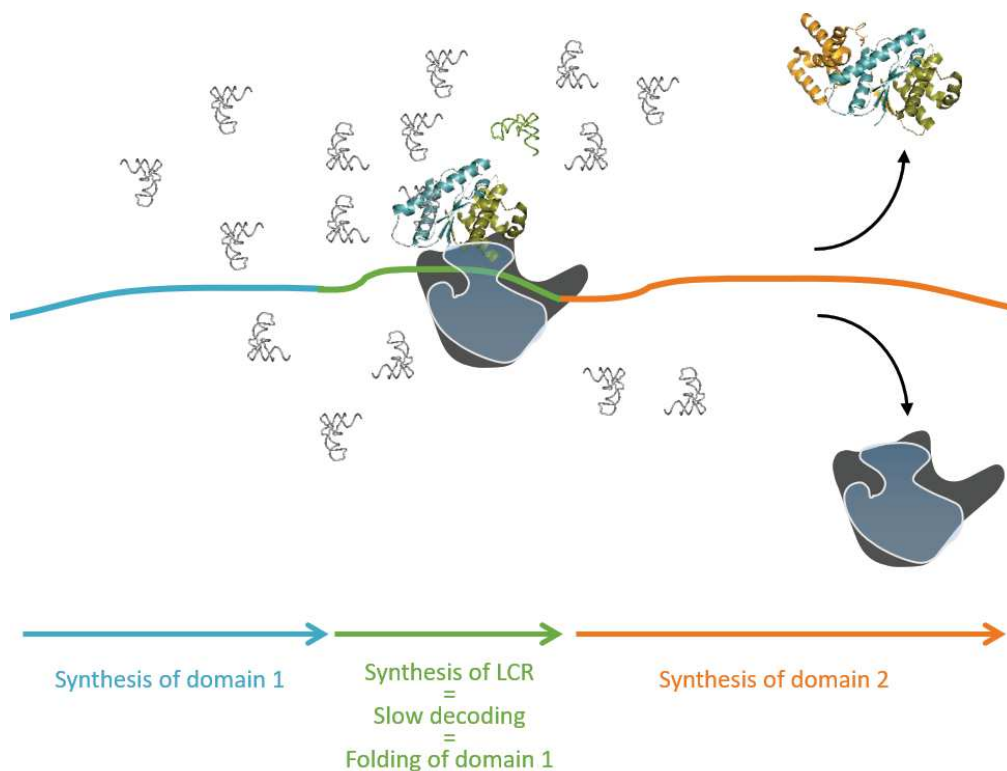 Synthesis of domain 1
Synthesis of LCR
=
Slow decoding
=
Folding of domain 1
Synthesis of domain 2